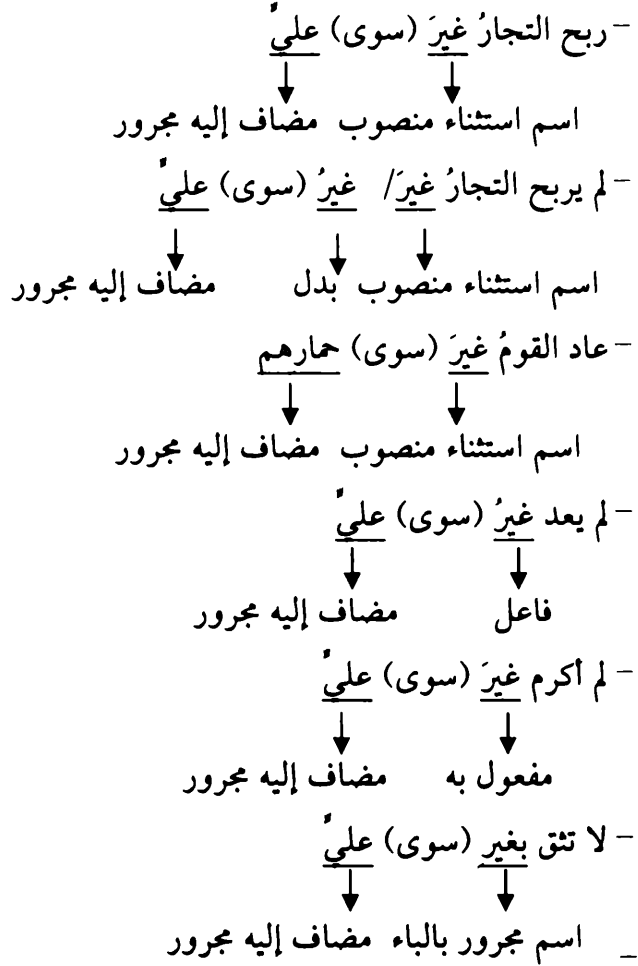 - ربح التجارُ غيرَ (سوى) عليٍّ
اسم استثناء منصوب مضاف إليه مجرور
- لم يربح التجارُ غيرَ/ غيرُ (سوى) عليٍّ
اسم استثناء منصوب بدل مضاف إليه مجرور
- عاد القومُ غيرَ (سوى) حمارهم
اسم استثناء منصوب مضاف إليه مجرور
- لم يعد غيرُ (سوى) عليٍّ
فاعل مضاف إليه مجرور
- لم أكرم غيرَ (سوى) عليٍّ
مفعول به مضاف إليه مجرور
- لا تثق بغيرِ (سوى) عليٍّ
اسم مجرور بالباء مضاف إليه مجرور